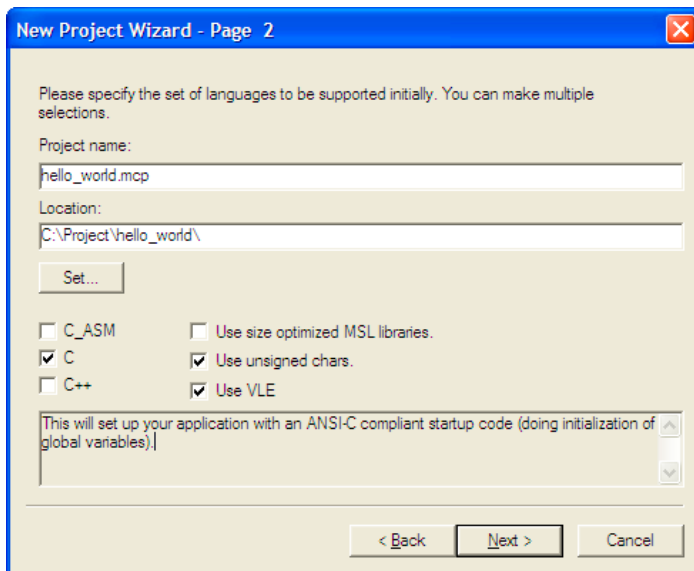 New Project Wizard - Page 2
Please specify the set of languages to be supported initially. You can make multiple
selections.
Project name:
hello_world.mcp
Location:
C:\Project\hello_world\
Set...
C_ASM
Use size optimized MSL libraries.
C
Use unsigned chars.
C++
Use VLE
This will set up your application with an ANSI-C compliant startup code (doing initialization of
global variables).
< Back
Next >
Cancel